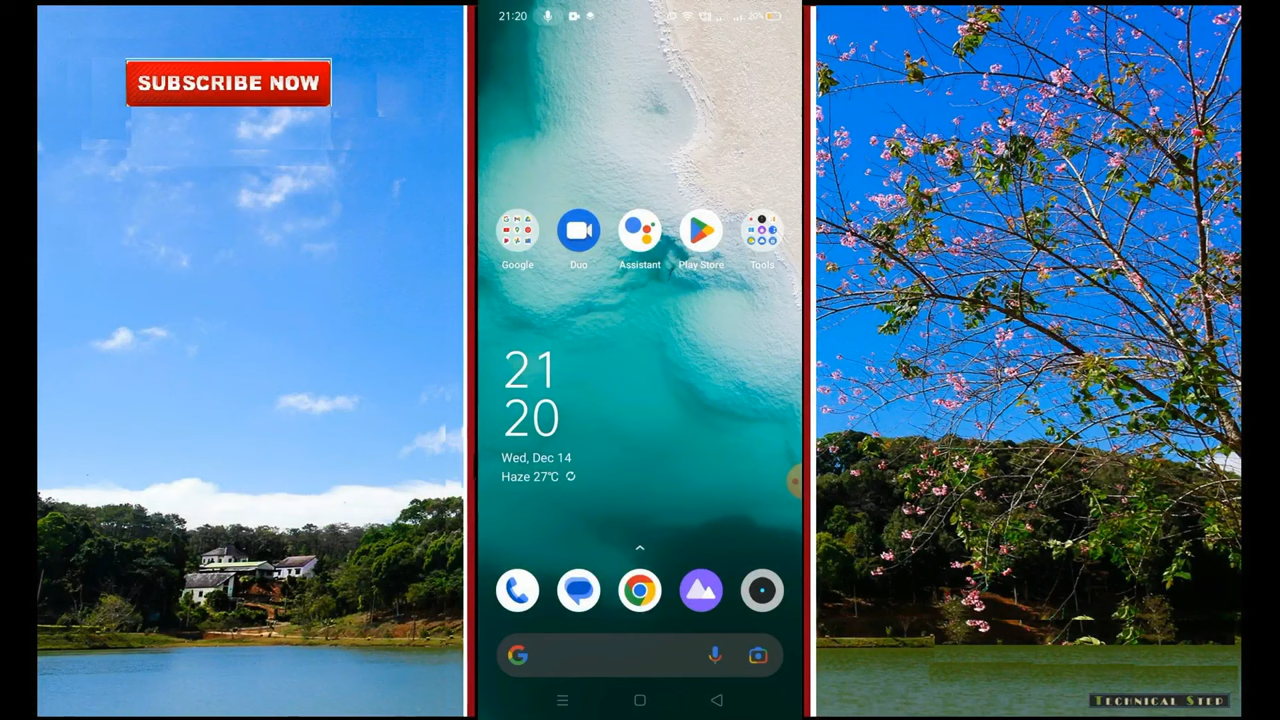 SUBSCRIBE NOW
21:20
20%
Google
Duo
Assistant
Play Store
Tools
21
20
Wed, Dec 14
Haze 27℃
TECHNICAL STEP